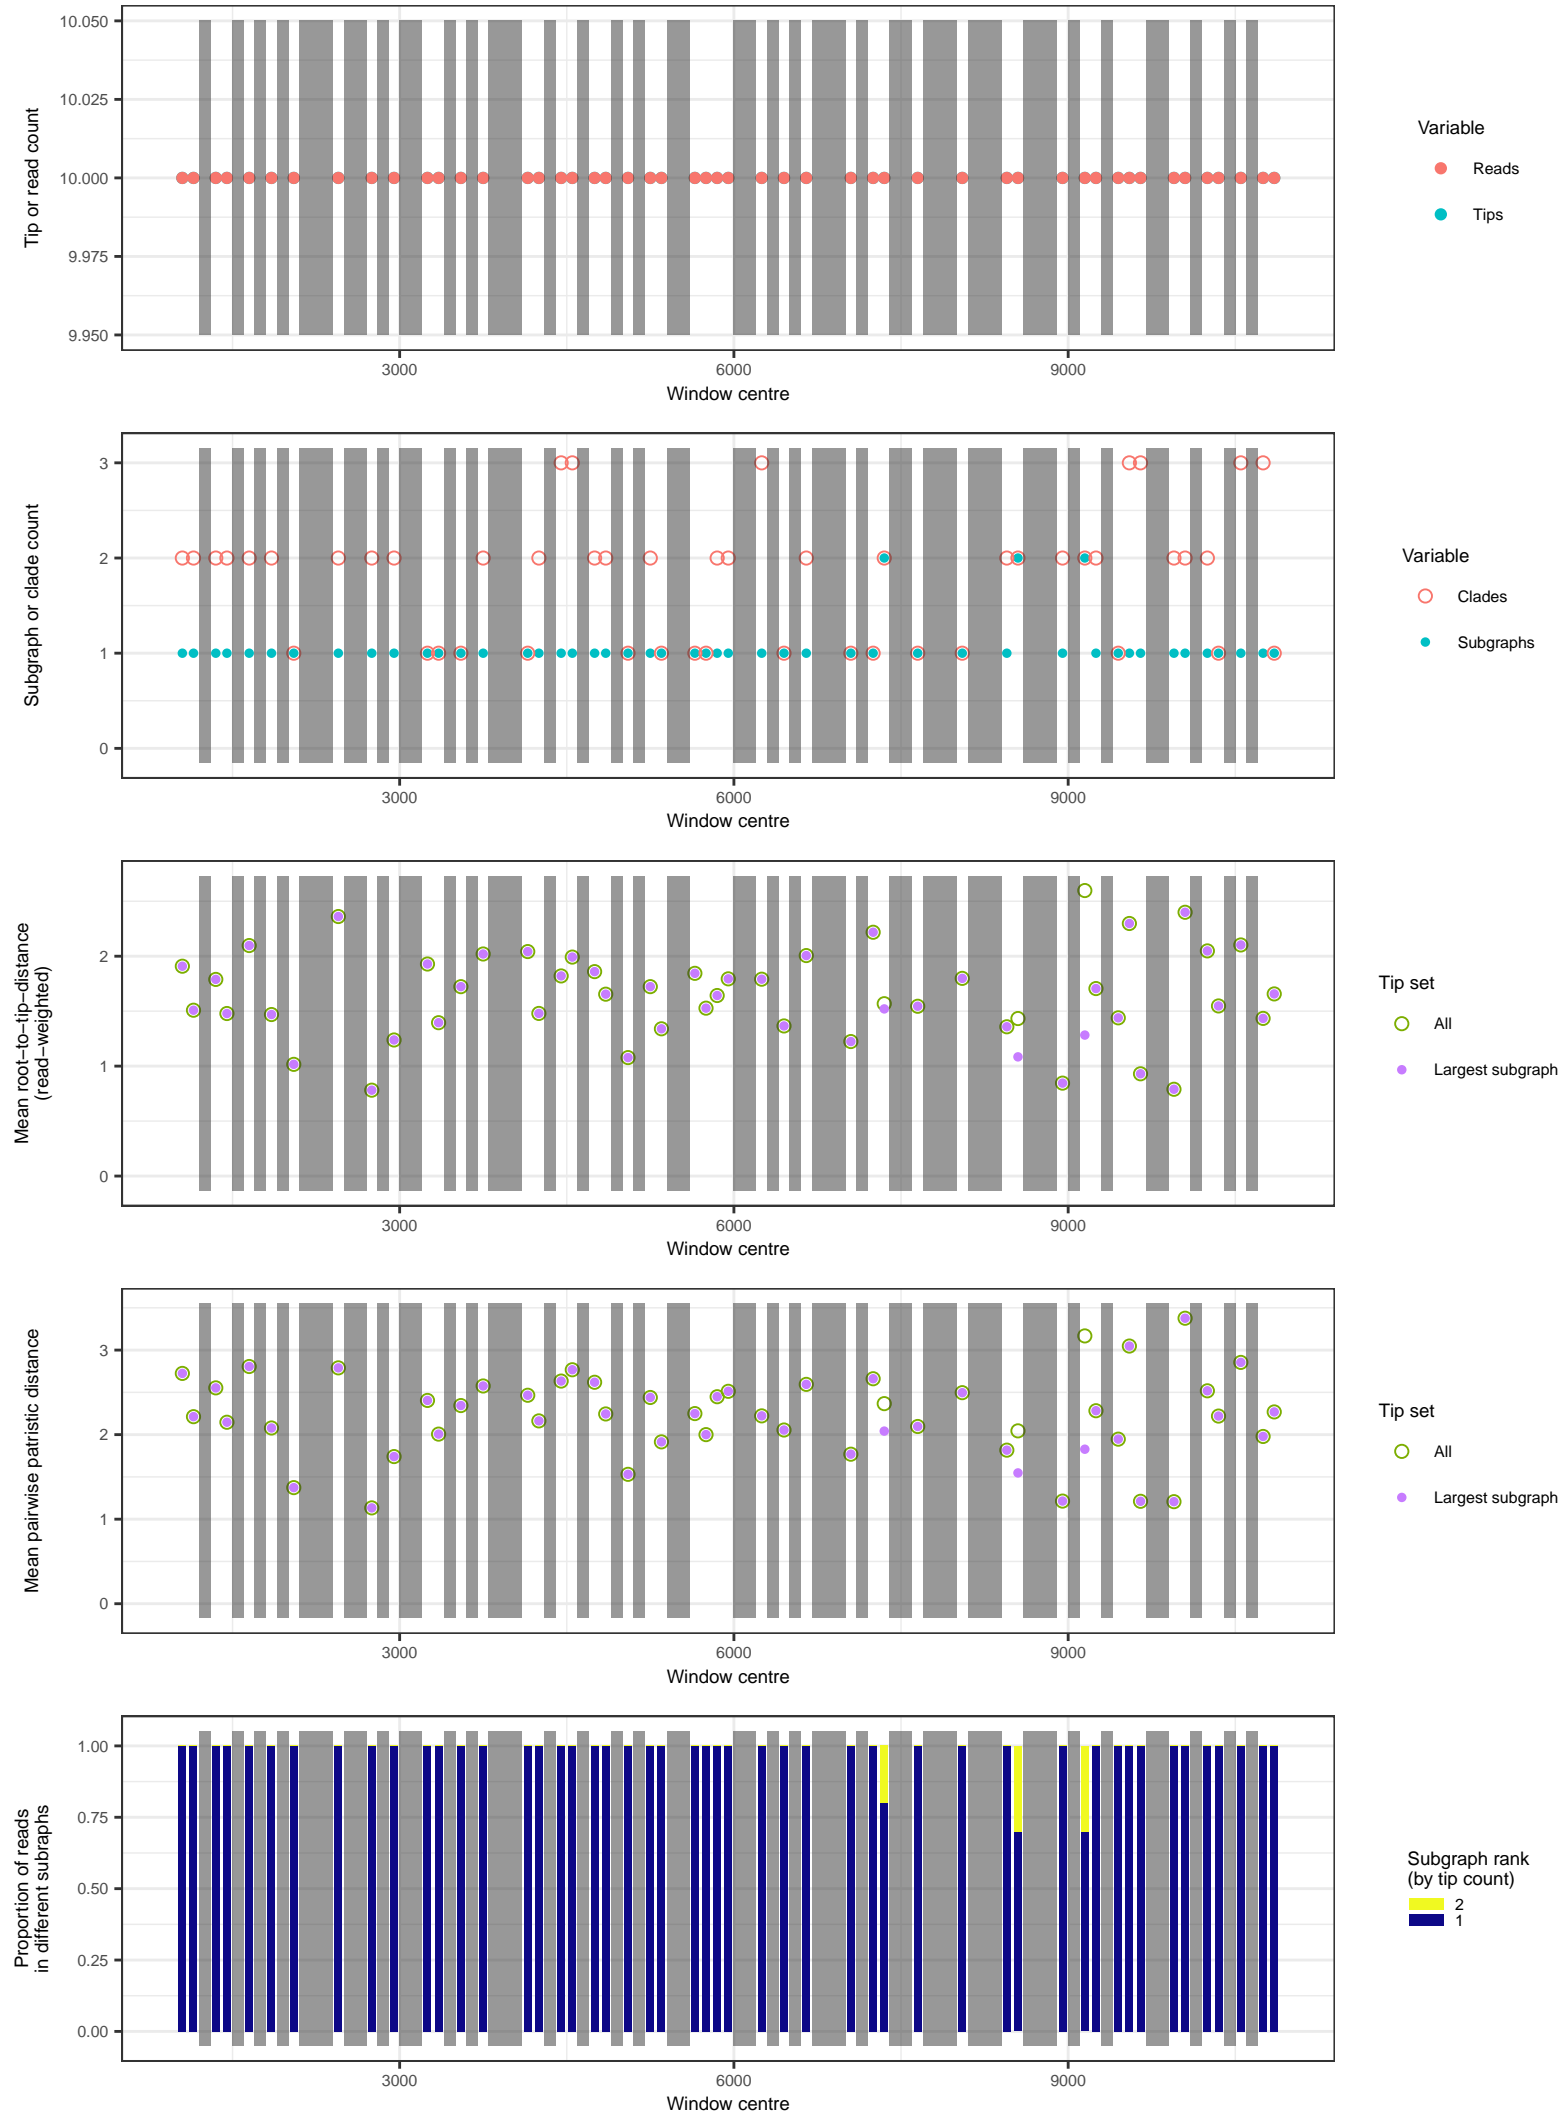 10.050
10.025
10.000
9.975
9.950
Tip or read count
3000
6000
9000
Window centre
Variable
Reads
Tips
3
2
1
0
Subgraph or clade count
3000
6000
9000
Window centre
Variable
Clades
Subgraphs
2
1
0
Mean root−to−tip−distance
(read−weighted)
3000
6000
9000
Window centre
Tip set
All
Largest subgraph
3
2
1
0
Mean pairwise patristic distance
3000
6000
9000
Window centre
Tip set
All
Largest subgraph
1.00
0.75
0.50
0.25
0.00
Proportion of reads
in different subraphs
3000
6000
9000
Window centre
Subgraph rank
(by tip count)
2
1